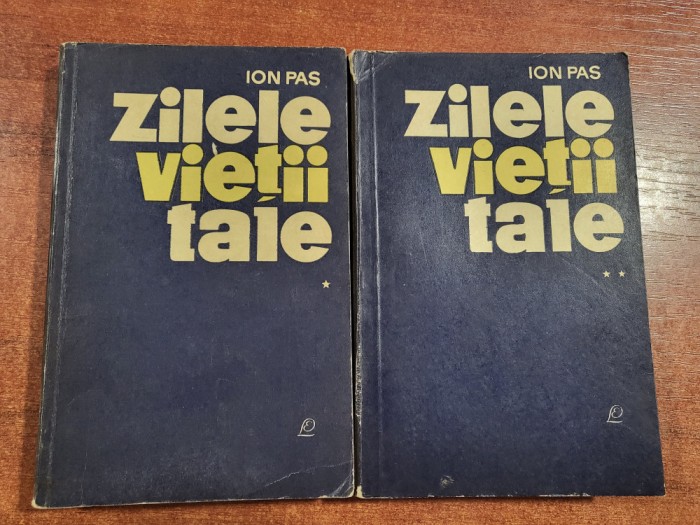 ION PAS
zilele
vieții
tale
*
ION PAS
zilele
vieții
tale
**